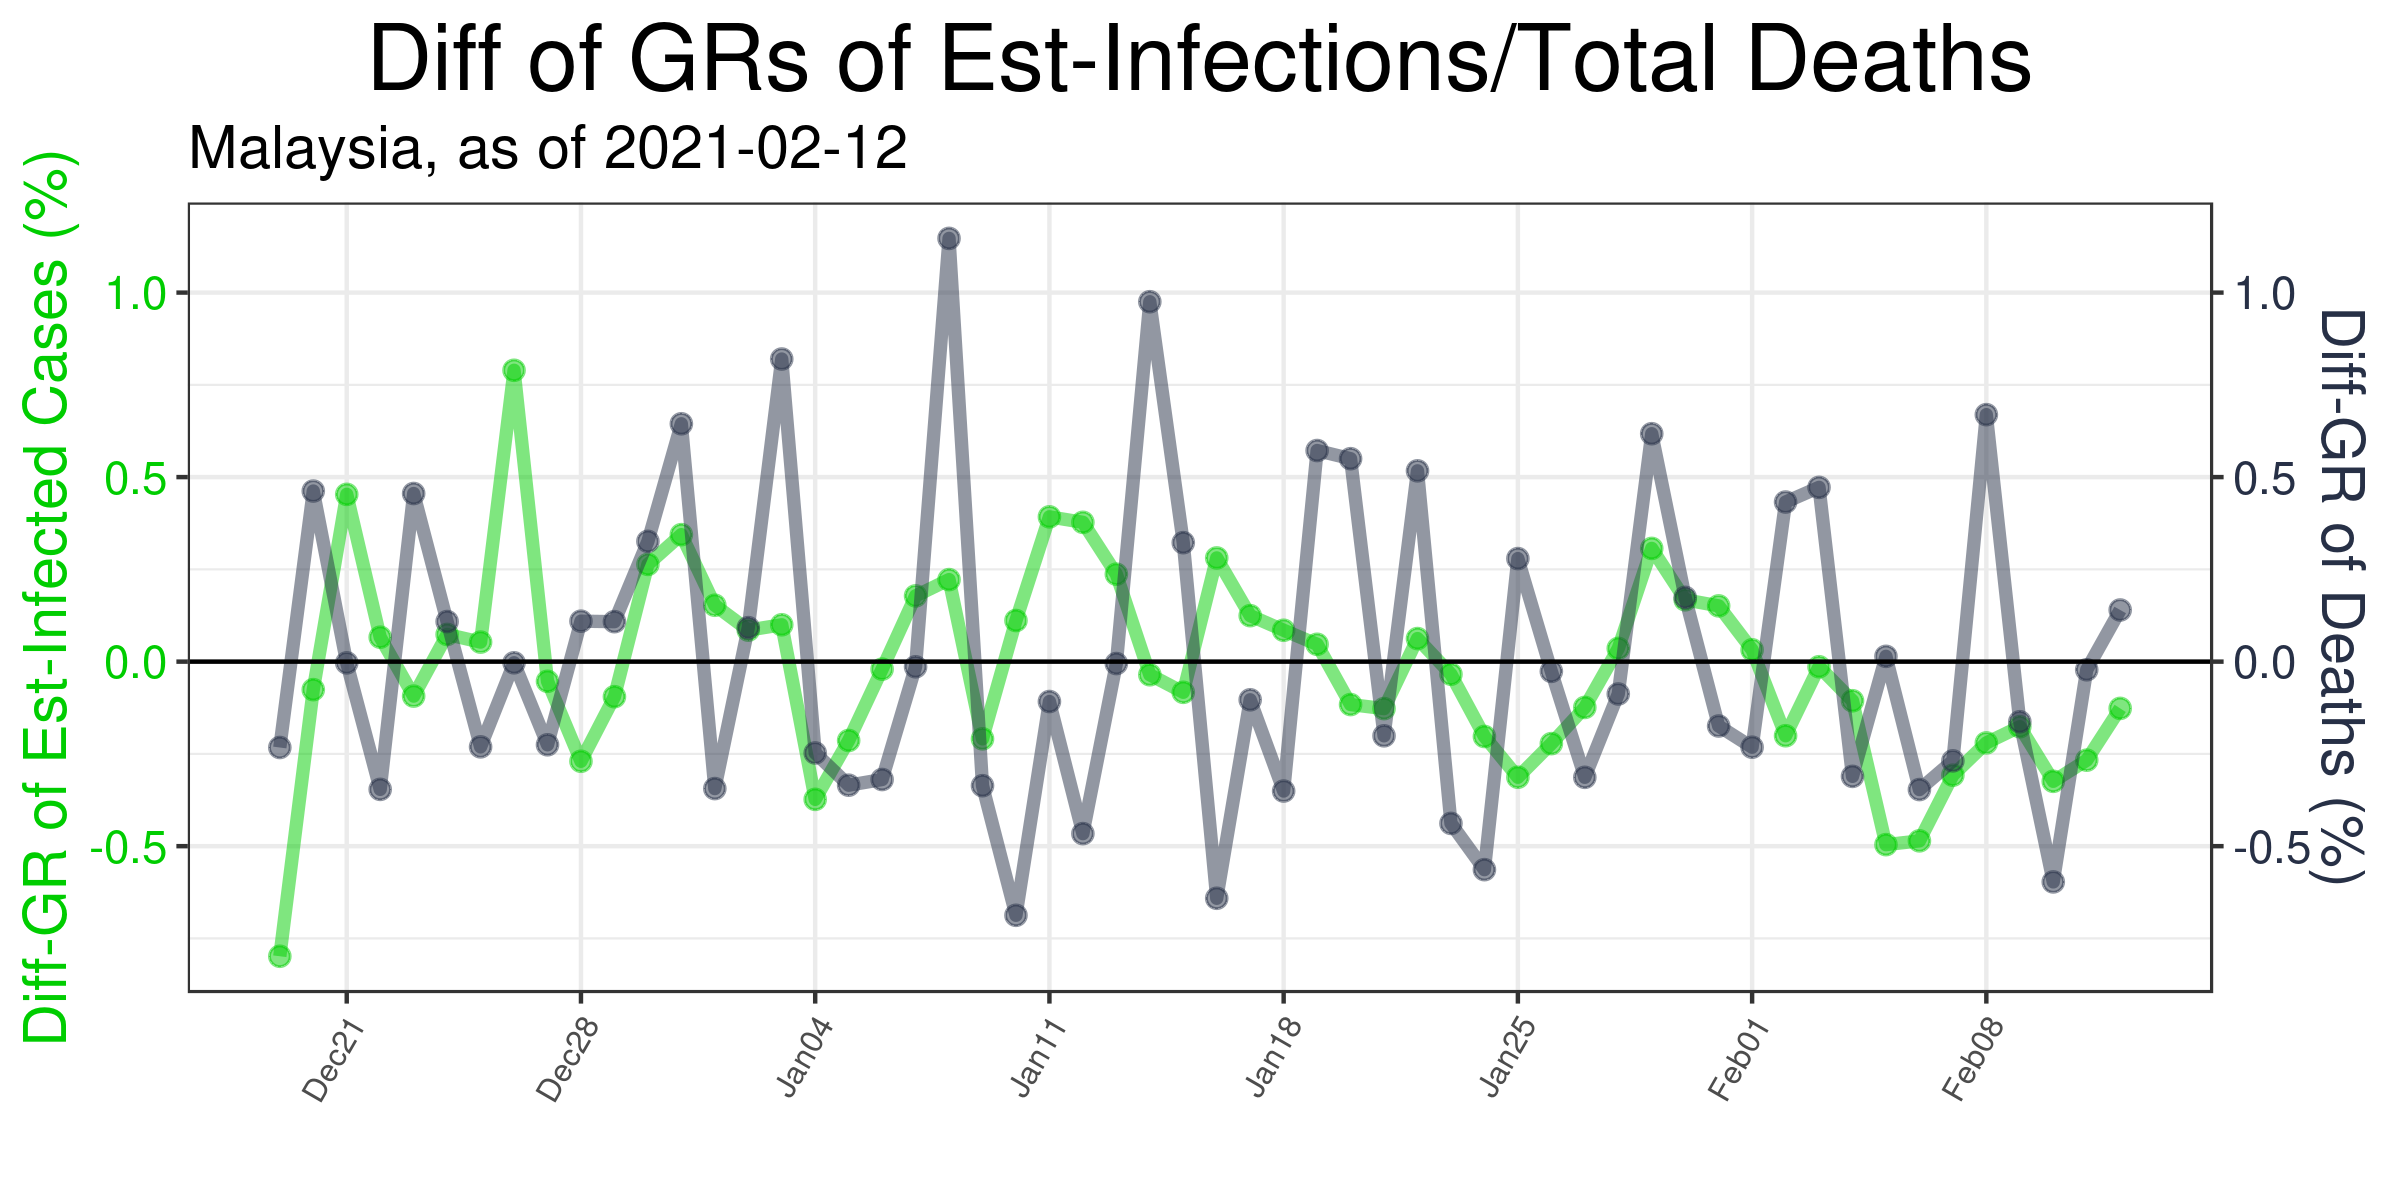 Diff of GRs of Est-Infections/Total Deaths
Malaysia, as of 2021-02-12
Diff-GR of Est-Infected Cases (%)
1.0
0.5
0.0
-0.5
1.0
0.5
0.0
-0.5
Diff-GR of Deaths (%)
Dec21
Dec28
Jan04
Jan11
Jan18
Jan25
Feb01
Feb08